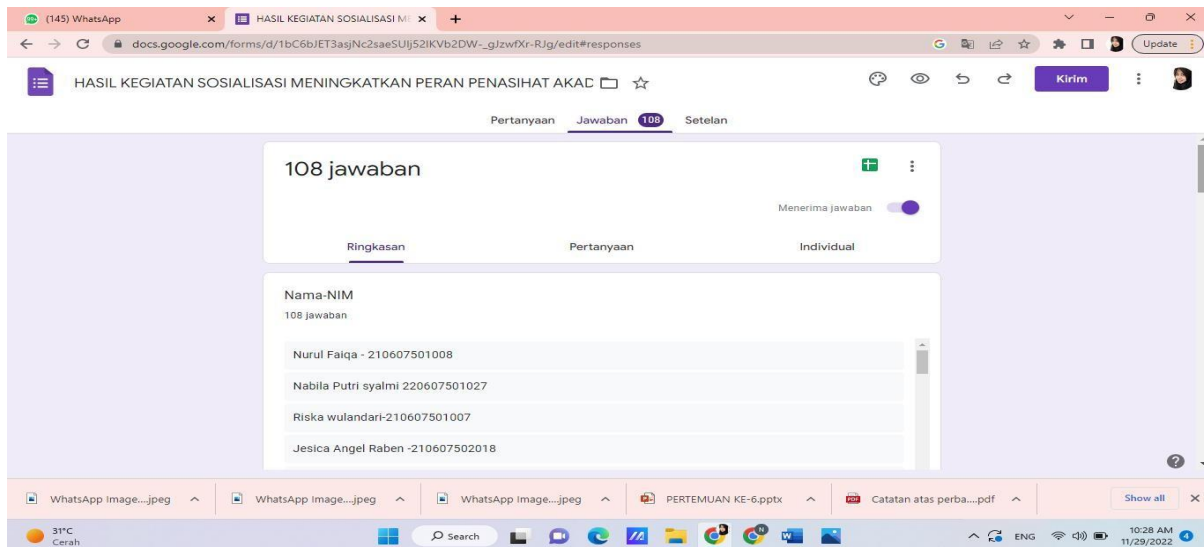 (145) WhatsApp
HASIL KEGIATAN SOSIALISASI ME
docs.google.com/forms/d/1bC6bJET3asjNc2saeSUIj52IKVb2DW-_gJzwfXr-RJg/edit#responses
Update
HASIL KEGIATAN SOSIALISASI MENINGKATKAN PERAN PENASIHAT AKAD
Kirim
Pertanyaan Jawaban 108 Setelan
108 jawaban
Menerima jawaban
Ringkasan Pertanyaan Individual
Nama-NIM
108 jawaban
Nurul Faiqa - 210607501008
Nabila Putri syalmi 220607501027
Riska wulandari-210607501007
Jesica Angel Raben -210607502018
WhatsApp Image....jpeg WhatsApp Image....jpeg WhatsApp Image....jpeg PERTEMUAN KE-6.pptx Catatan atas perba....pdf Show all
31°C
Cerah
Search
ENG
10:28 AM
11/29/2022
4